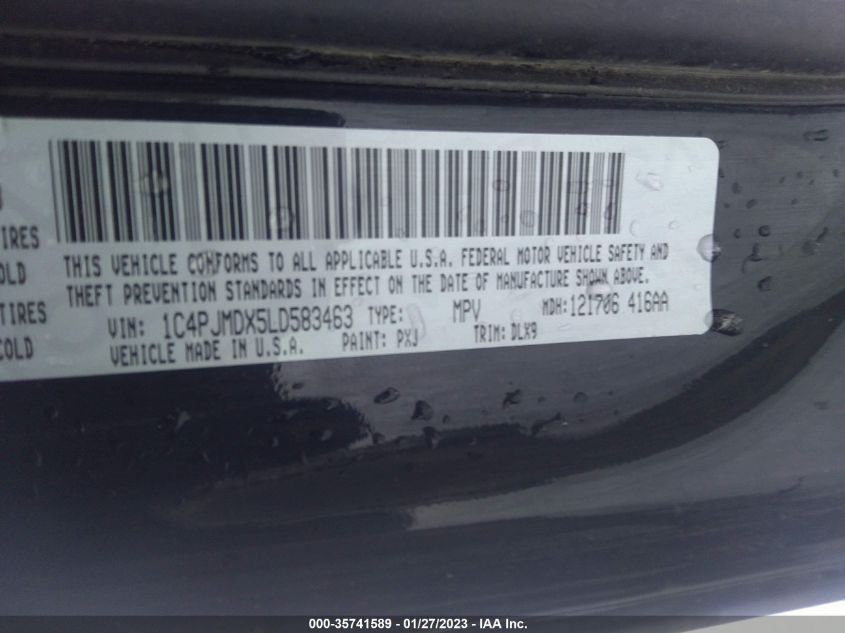 TIRES
OLD
TIRES
COLD
THIS VEHICLE CONFORMS TO ALL APPLICABLE U.S.A. FEDERAL MOTOR VEHICLE SAFETY AND
THEFT PREVENTION STANDARDS IN EFFECT ON THE DATE OF MANUFACTURE SHOWN ABOVE.
VIN: 1C4PJMDX5LD583463 TYPE: MPV MDH:121706 416AA
VEHICLE MADE IN U.S.A. PAINT: PXJ TRIM: DLX9
000-35741589 - 01/27/2023 - IAA Inc.